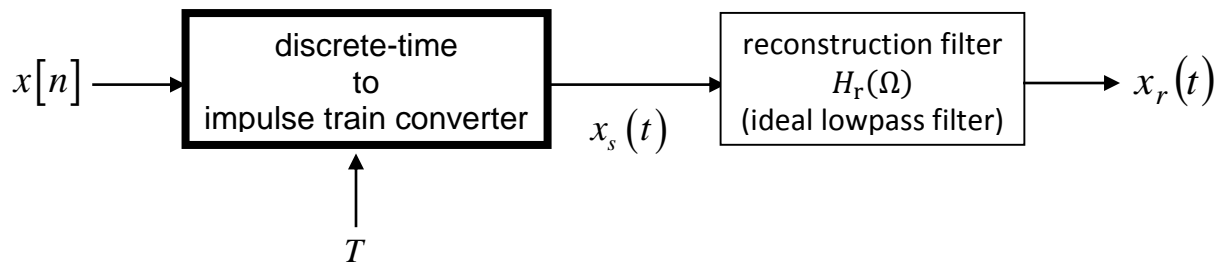 x[n]
discrete-time
to
impulse train converter
x_s(t)
reconstruction filter
H_r(Ω)
(ideal lowpass filter)
x_r(t)
T